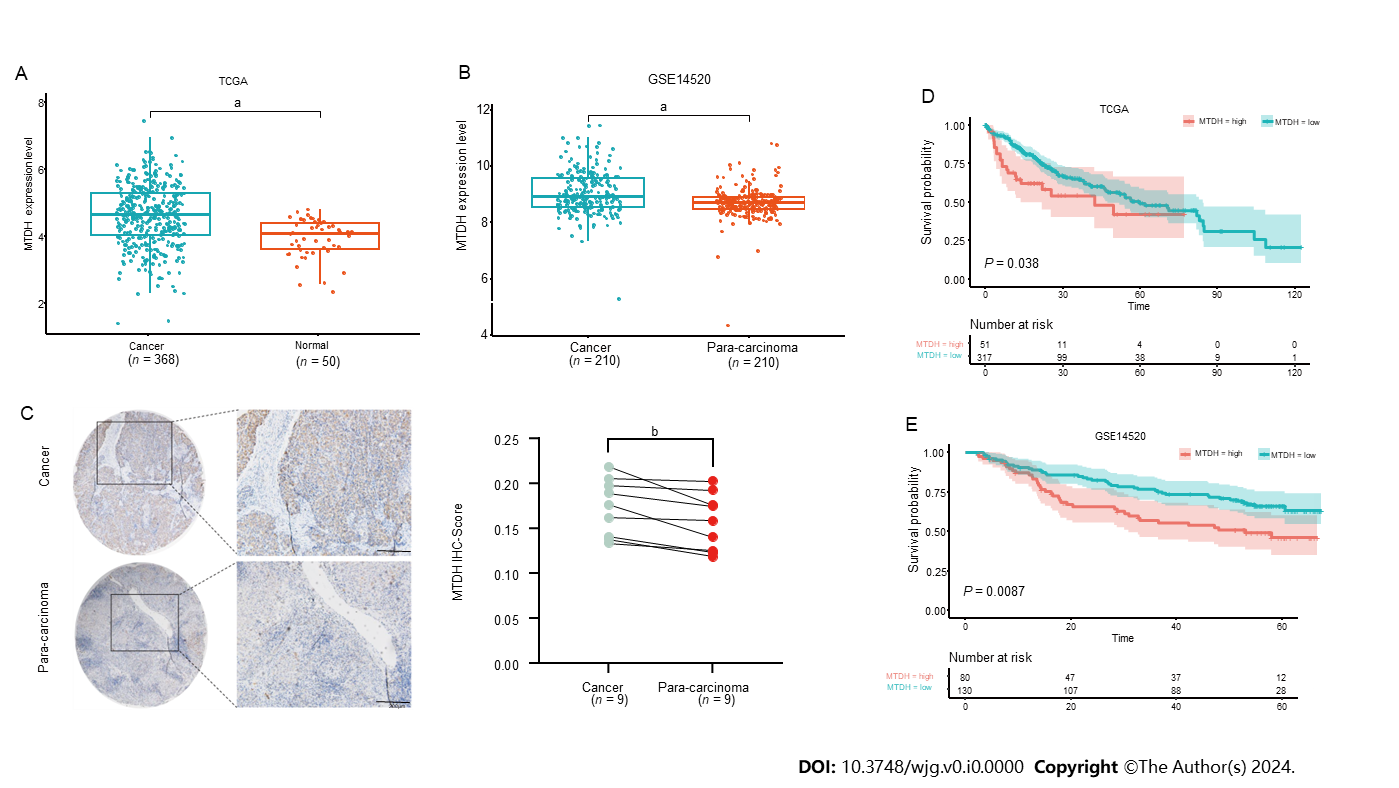 A
TCGA
a
MTDH expression level
8
6
4
2
Cancer
(n = 368)
Normal
(n = 50)
B
GSE14520
a
MTDH expression level
12
10
8
6
4
Cancer
(n = 210)
Para-carcinoma
(n = 210)
C
Cancer
Para-carcinoma
b
MTDH IHC-Score
0.25
0.20
0.15
0.10
0.05
0.00
Cancer
(n = 9)
Para-carcinoma
(n = 9)
D
TCGA
MTDH = high
MTDH = low
Survival probability
1.00
0.75
0.50
0.25
0.00
P = 0.038
0 30 60 90 120
Time
Number at risk
MTDH = high 51 11 4 0 0
MTDH = low 317 99 38 9 1
0 30 60 90 120
E
GSE14520
MTDH = high
MTDH = low
Survival probability
1.00
0.75
0.50
0.25
0.00
P = 0.0087
0 20 40 60
Time
Number at risk
MTDH = high 80 47 37 12
MTDH = low 130 107 88 28
0 20 40 60
DOI: 10.3748/wjg.v0.i0.0000 Copyright ©The Author(s) 2024.